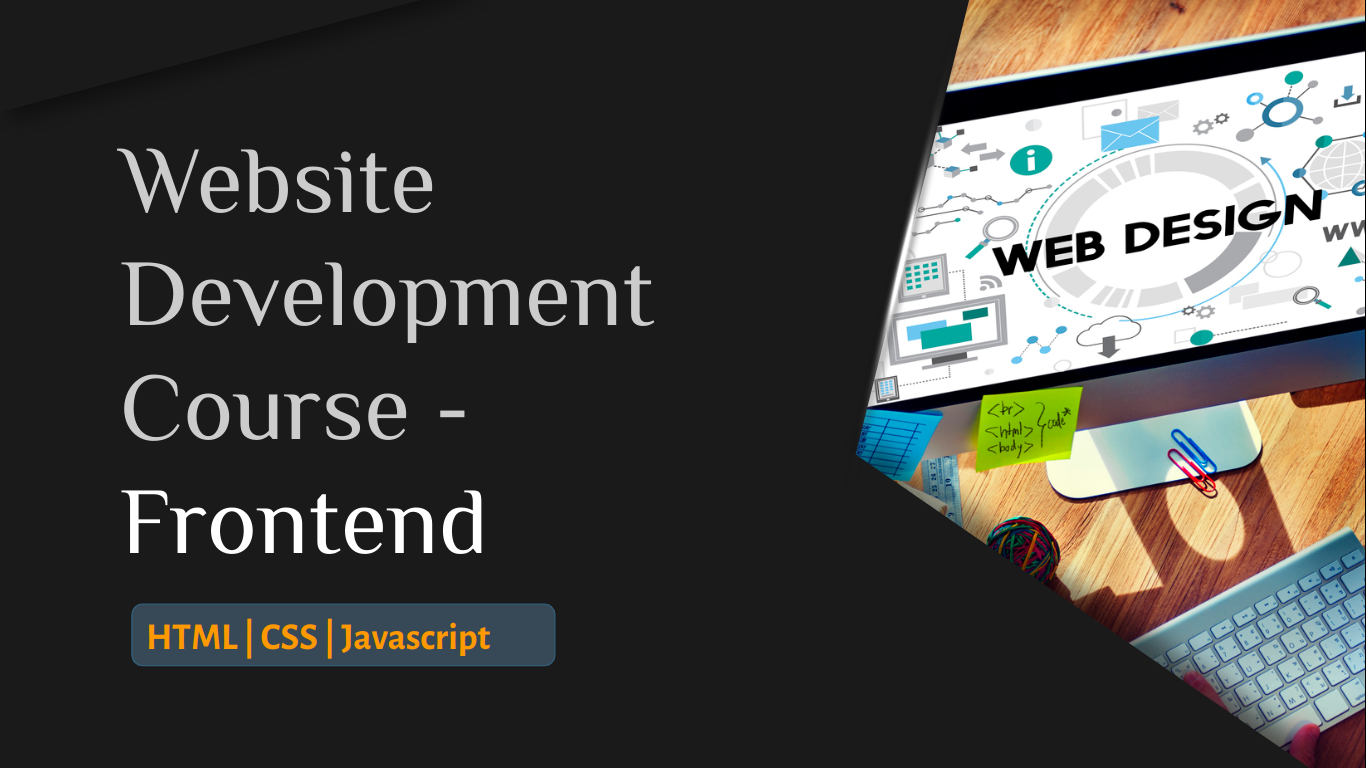 Website
Development
Course -
Frontend
HTML | CSS | Javascript
WEB DESIGN
<br>
<html>
<body>
code*